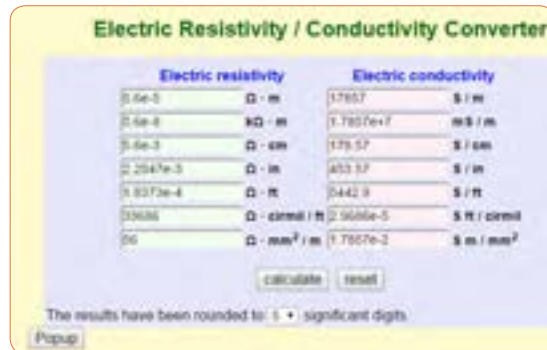 Electric Resistivity / Conductivity Converter
Electric resistivity Electric conductivity
5.6e-5 Ω · m 17857 S / m
5.6e-8 kΩ · m 1.7857e+7 mS / m
5.6e-3 Ω · cm 178.57 S / cm
2.2047e-3 Ω · in 453.57 S / in
1.8373e-4 Ω · ft 5442.9 S / ft
33686 Ω · cirmil / ft 2.9686e-5 S ft / cirmil
56 Ω · mm² / m 1.7857e-2 S m / mm²
calculate reset
The results have been rounded to 5 significant digits
Popup